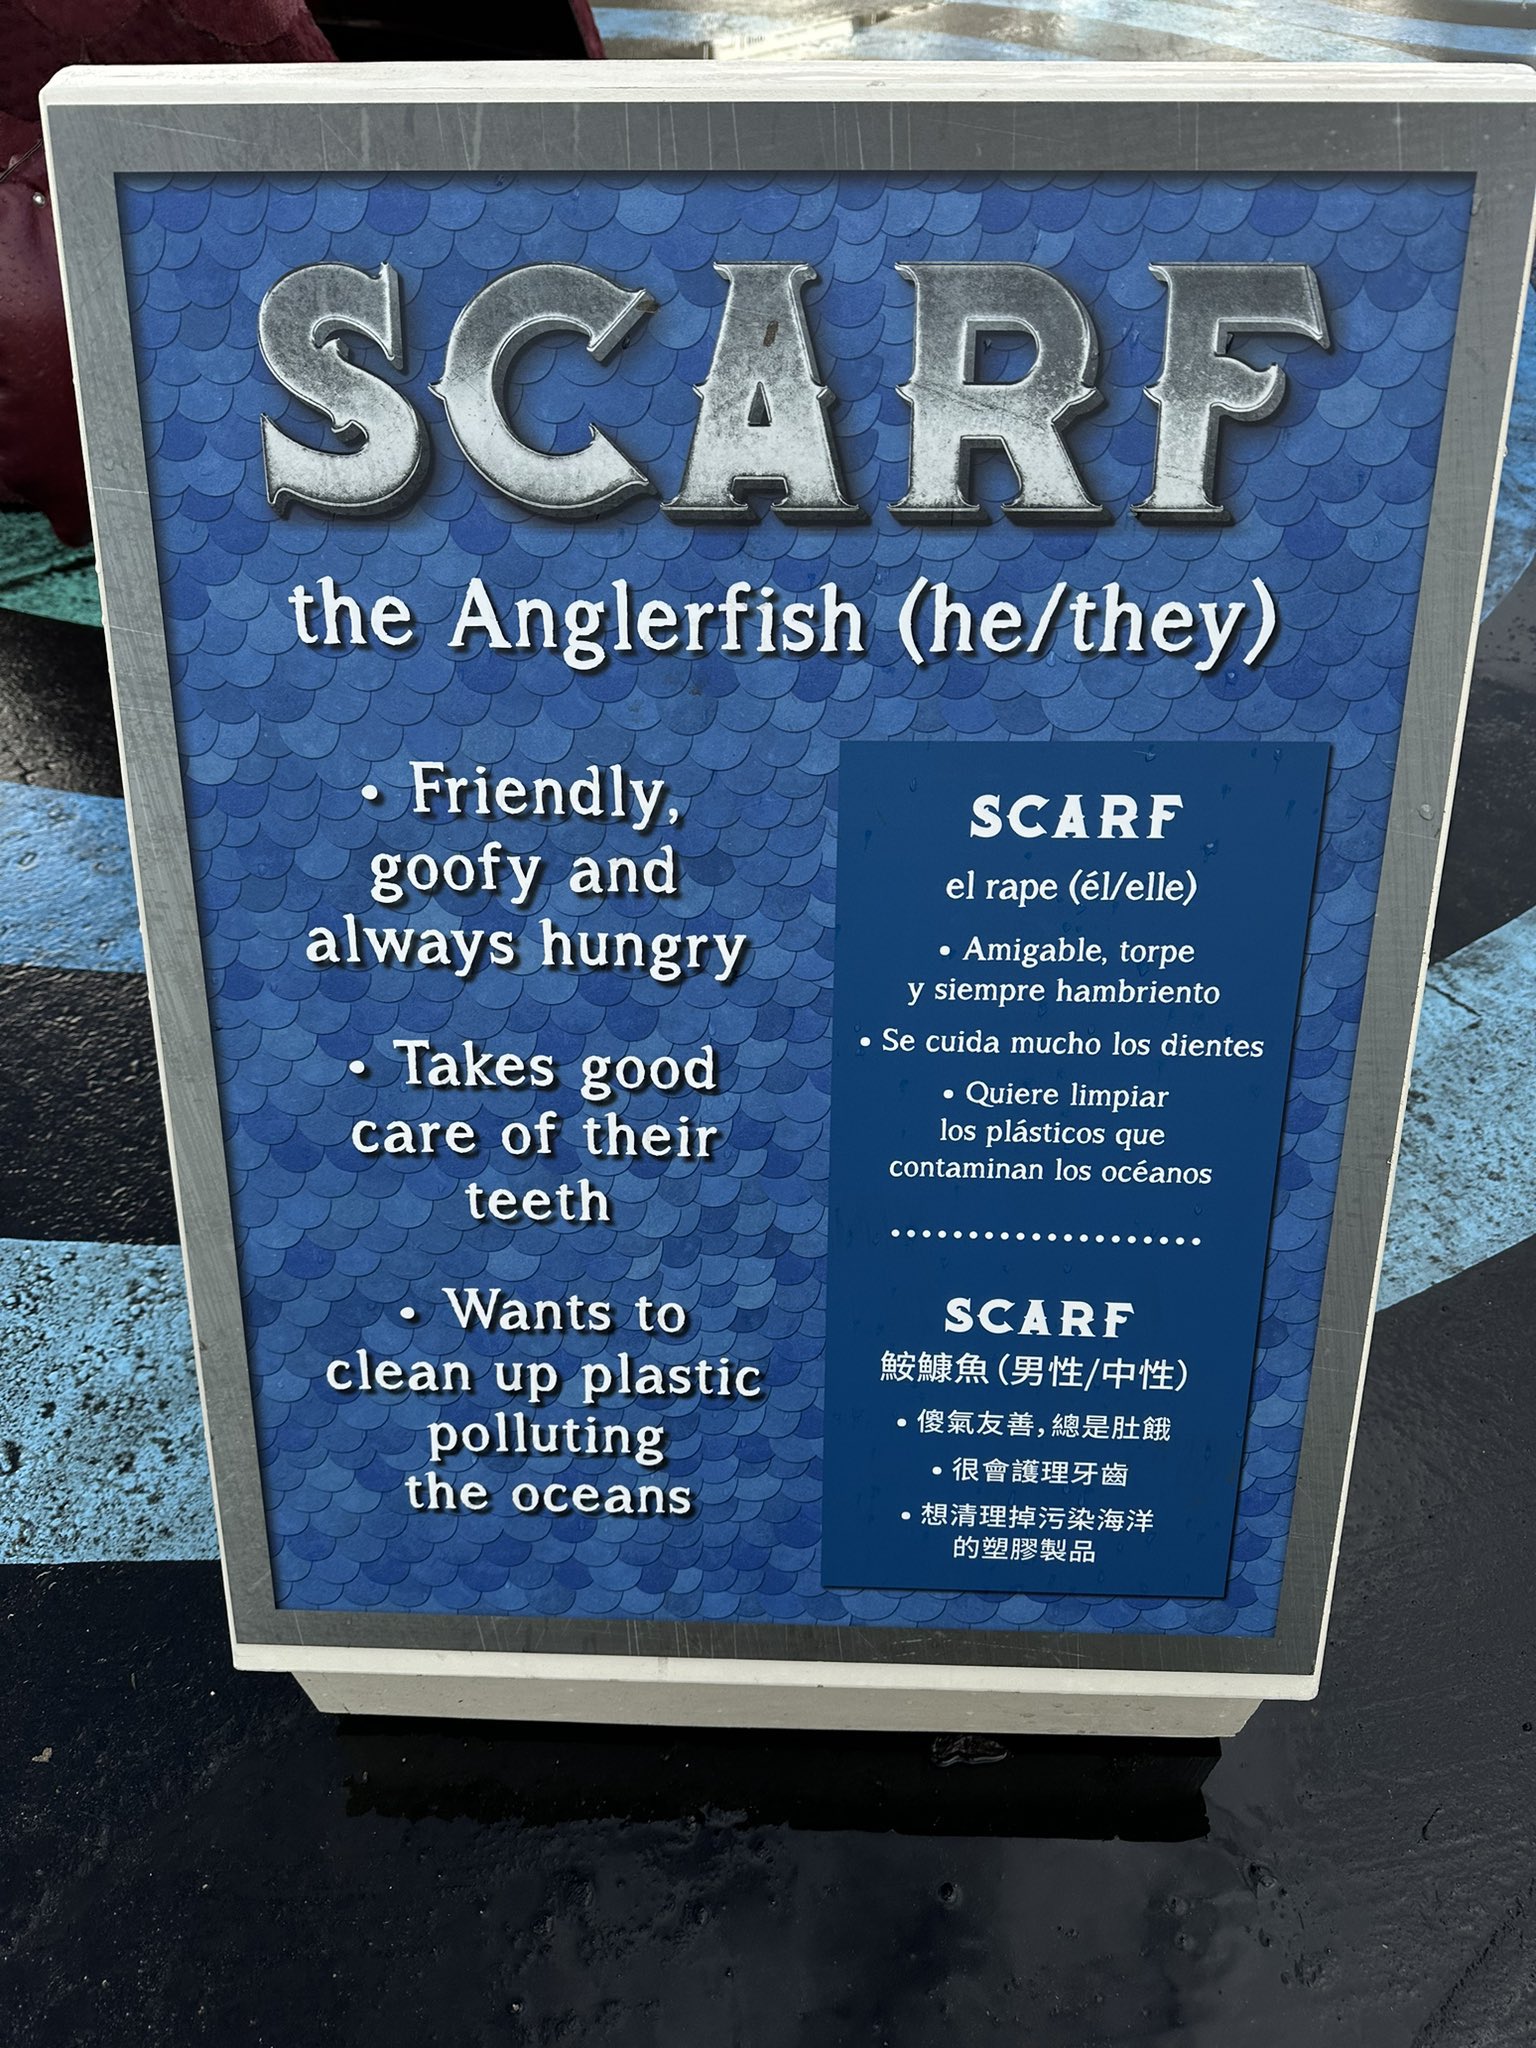 SCARF
the Anglerfish (he/they)
• Friendly,
goofy and
always hungry
• Takes good
care of their
teeth
• Wants to
clean up plastic
polluting
the oceans
SCARF
el rape (él/elle)
• Amigable, torpe
y siempre hambriento
• Se cuida mucho los dientes
• Quiere limpiar
los plásticos que
contaminan los océanos
SCARF
鮟鱇魚（男性/中性）
• 傻氣友善，總是肚餓
• 很會護理牙齒
• 想清理掉污染海洋
的塑膠製品